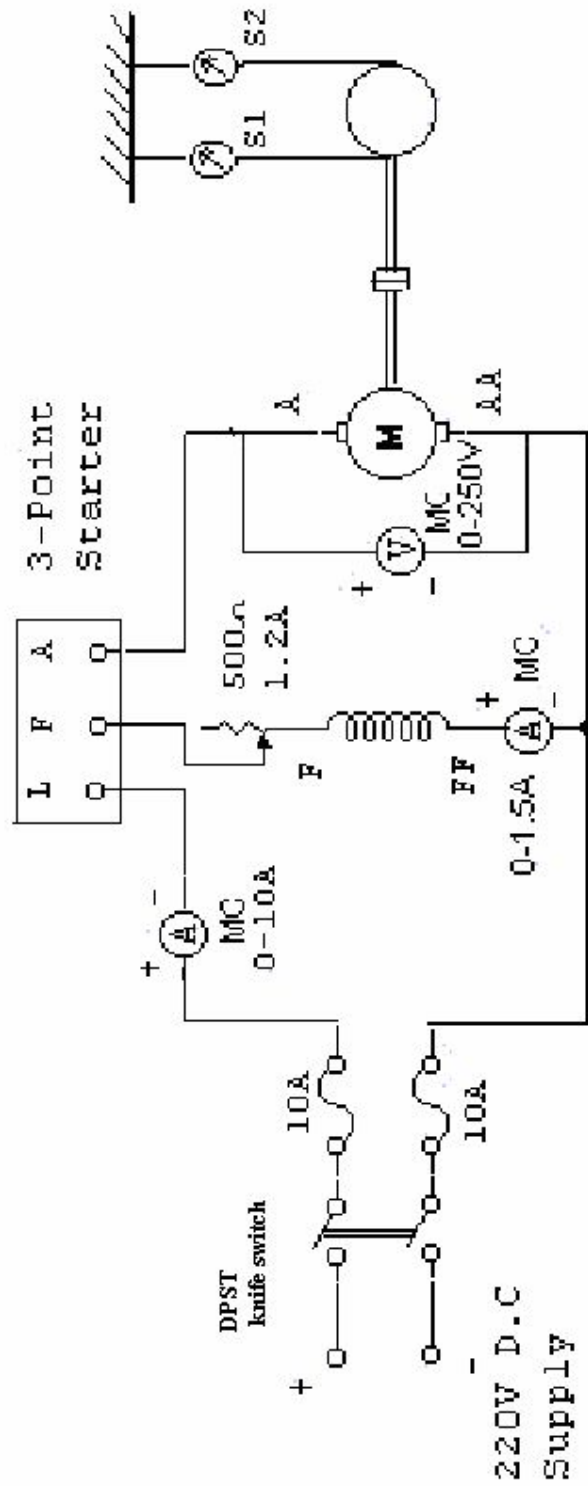 3-Point
Starter
L F A
+ -
A
MC
0-10A
500Ω
1.2A
F
FF
+
A MC
-
0-1.5A
+
V
-
MC
0-250V
A
M
AA
S1
S2
DPST
knife switch
10A
10A
+
-
220V D.C
Supply